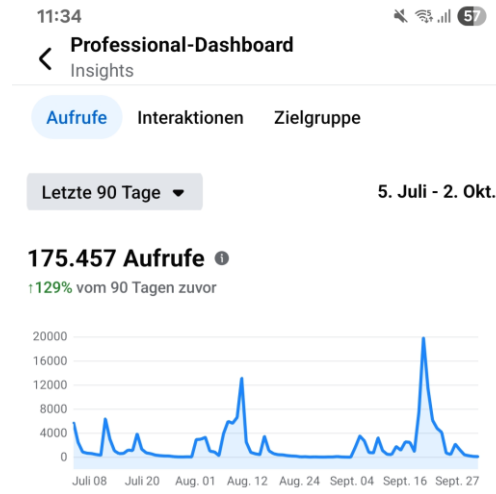 11:34
57
Professional-Dashboard
Insights
Aufrufe Interaktionen Zielgruppe
Letzte 90 Tage 5. Juli - 2. Okt.
175.457 Aufrufe
↑129% vom 90 Tagen zuvor
20000
16000
12000
8000
4000
0
Juli 08 Juli 20 Aug. 01 Aug. 12 Aug. 24 Sept. 04 Sept. 16 Sept. 27